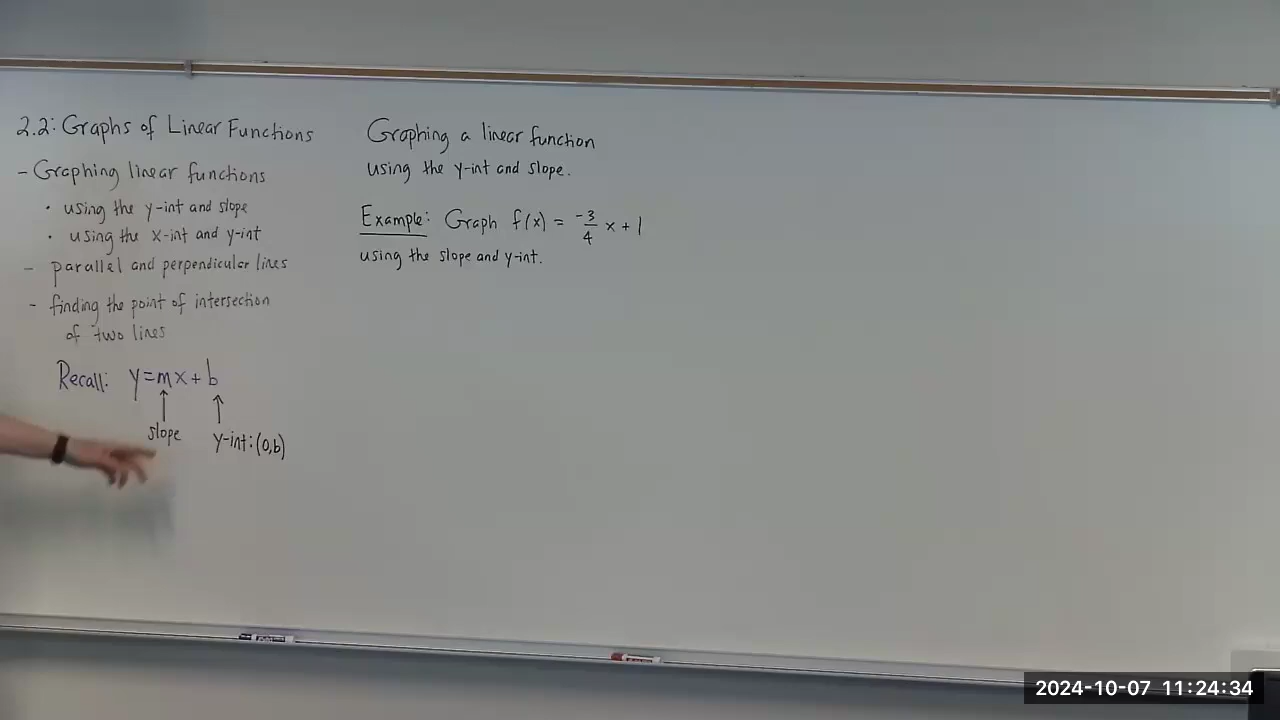 2.2: Graphs of Linear Functions
- Graphing linear functions
• using the y-int and slope
• using the x-int and y-int
- parallel and perpendicular lines
- finding the point of intersection
of two lines
Recall: y=mx+b
↑ ↑
slope y-int: (0,b)
Graphing a linear function
using the y-int and slope.
Example: Graph f(x) = -3/4 x + 1
using the slope and y-int.
2024-10-07 11:24:34